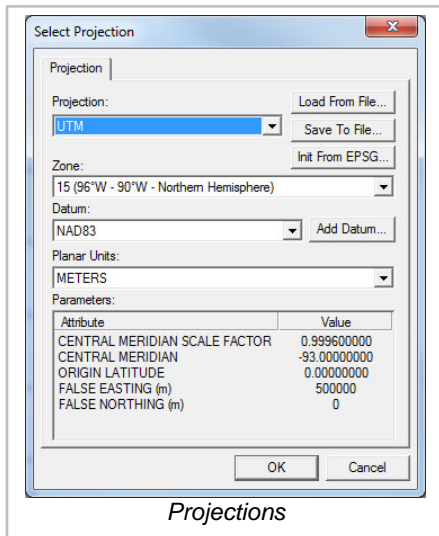 Select Projection
Projection
Projection:
Load From File...
UTM
Save To File...
Init From EPSG...
Zone:
15 (96°W - 90°W - Northern Hemisphere)
Datum:
NAD83
Add Datum...
Planar Units:
METERS
Parameters:
Attribute Value
CENTRAL MERIDIAN SCALE FACTOR 0.999600000
CENTRAL MERIDIAN -93.00000000
ORIGIN LATITUDE 0.00000000
FALSE EASTING (m) 500000
FALSE NORTHING (m) 0
OK Cancel
Projections